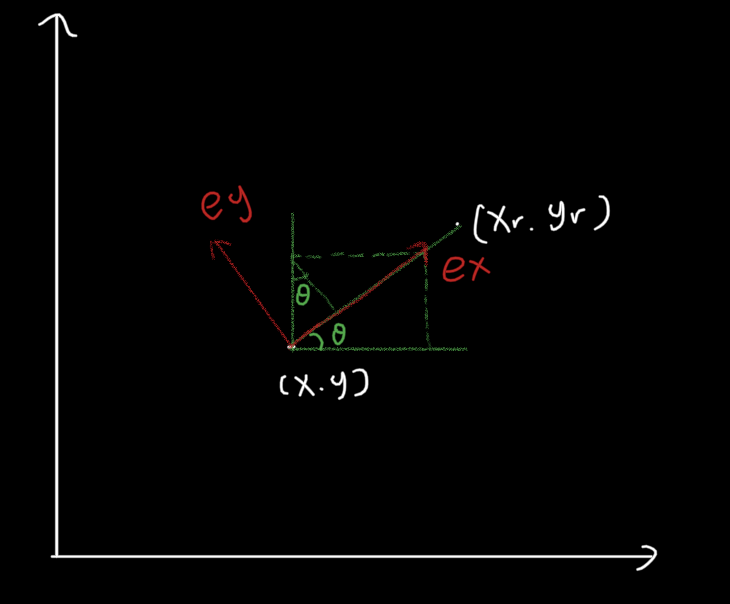 ey
(xr. yr)
ex
θ
θ
(x.y)